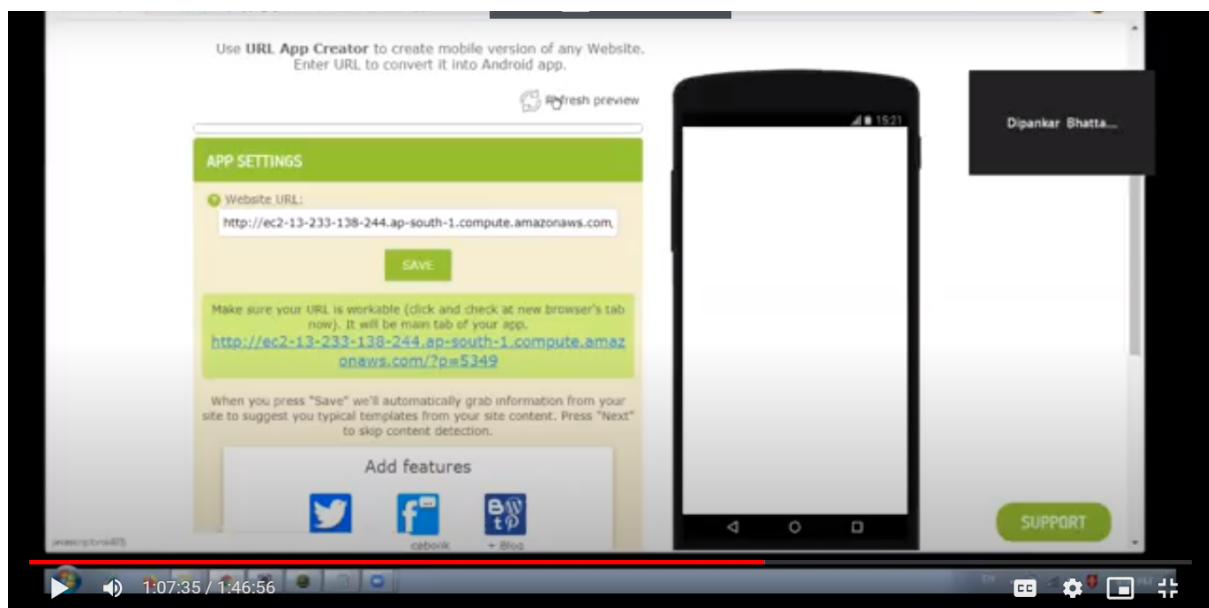 Use URL App Creator to create mobile version of any Website.
Enter URL to convert it into Android app.
Refresh preview
15:21
Dipankar Bhatta...
APP SETTINGS
Website URL:
http://ec2-13-233-138-244.ap-south-1.compute.amazonaws.com,
SAVE
Make sure your URL is workable (click and check at new browser's tab
now). It will be main tab of your app.
http://ec2-13-233-138-244.ap-south-1.compute.amaz
onaws.com/?p=5349
When you press "Save" we'll automatically grab information from your
site to suggest you typical templates from your site content. Press "Next"
to skip content detection.
Add features
SUPPORT
+ Blog
1:07:35 / 1:46:56
CC